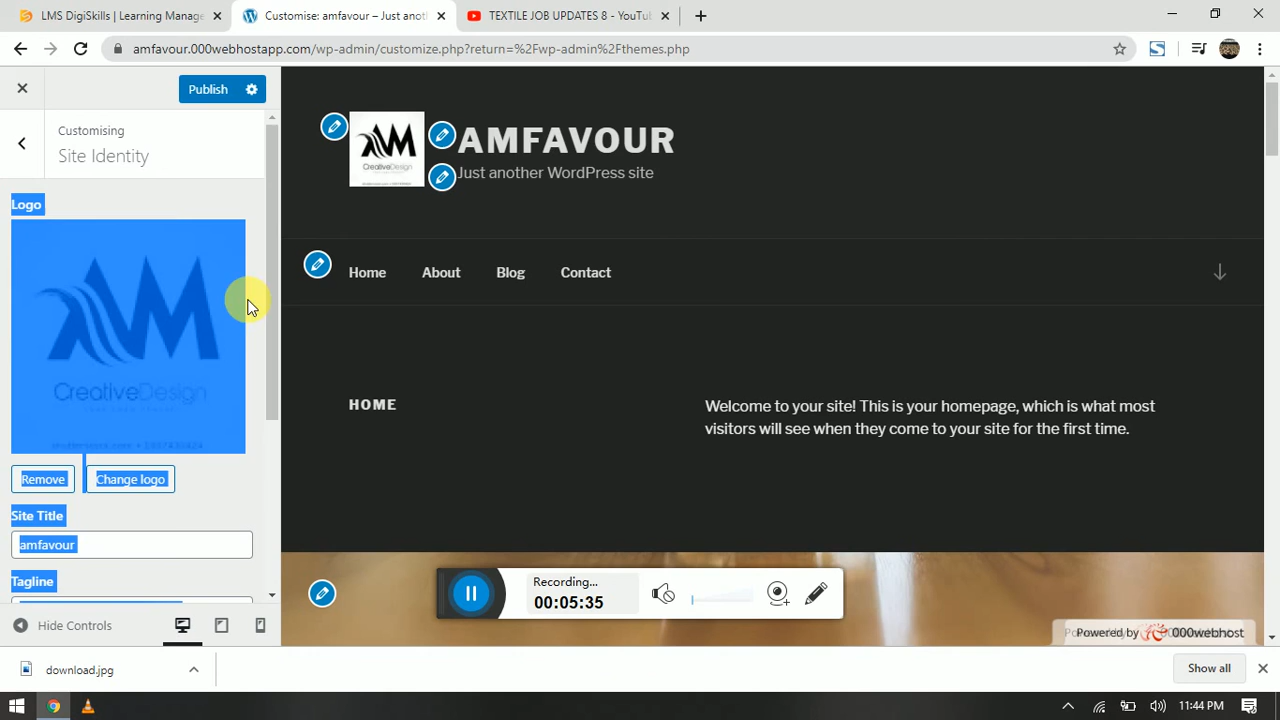 LMS DigiSkills | Learning Manage
Customise: amfavour – Just anot
TEXTILE JOB UPDATES 8 - YouTu
amfavour.000webhostapp.com/wp-admin/customize.php?return=%2Fwp-admin%2Fthemes.php
Publish
Customising
Site Identity
Logo
AM
CreativeDesign
Remove
Change logo
Site Title
amfavour
Tagline
Hide Controls
AM
CreativeDesign
AMFAVOUR
Just another WordPress site
Home About Blog Contact
HOME
Welcome to your site! This is your homepage, which is what most
visitors will see when they come to your site for the first time.
Recording...
00:05:35
Powered by 000webhost
download.jpg
Show all
11:44 PM